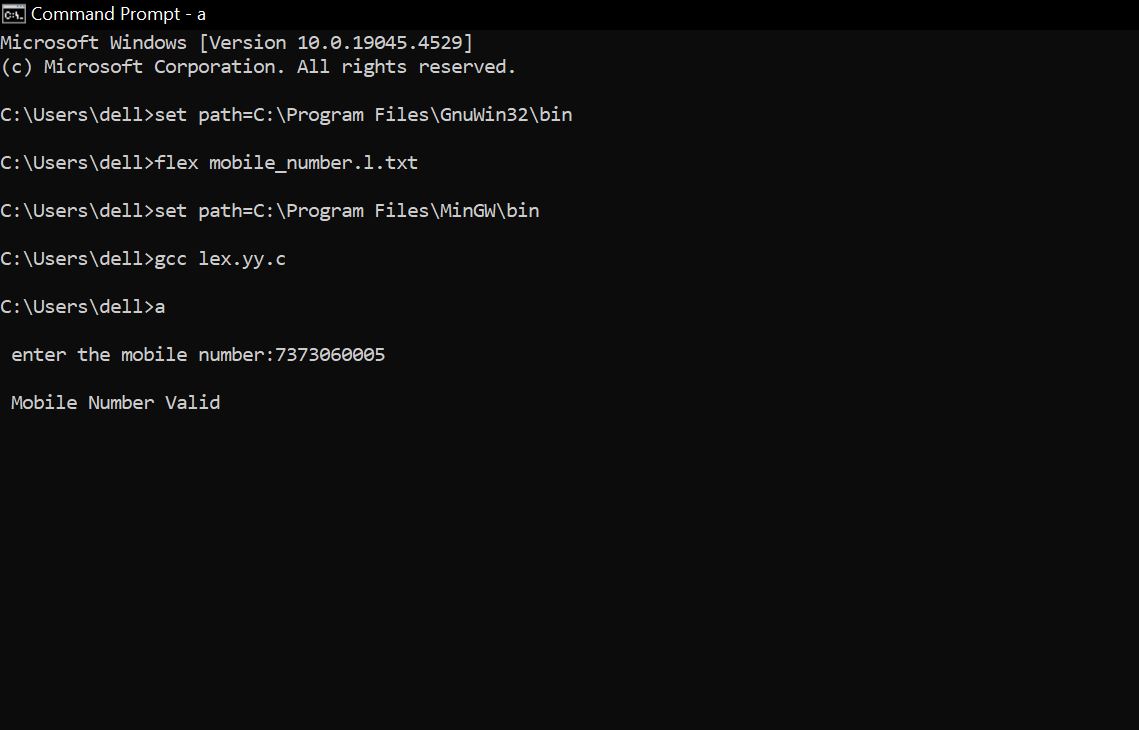 Command Prompt - a
Microsoft Windows [Version 10.0.19045.4529]
(c) Microsoft Corporation. All rights reserved.
C:\Users\dell>set path=C:\Program Files\GnuWin32\bin
C:\Users\dell>flex mobile_number.l.txt
C:\Users\dell>set path=C:\Program Files\MinGW\bin
C:\Users\dell>gcc lex.yy.c
C:\Users\dell>a
enter the mobile number:7373060005
Mobile Number Valid